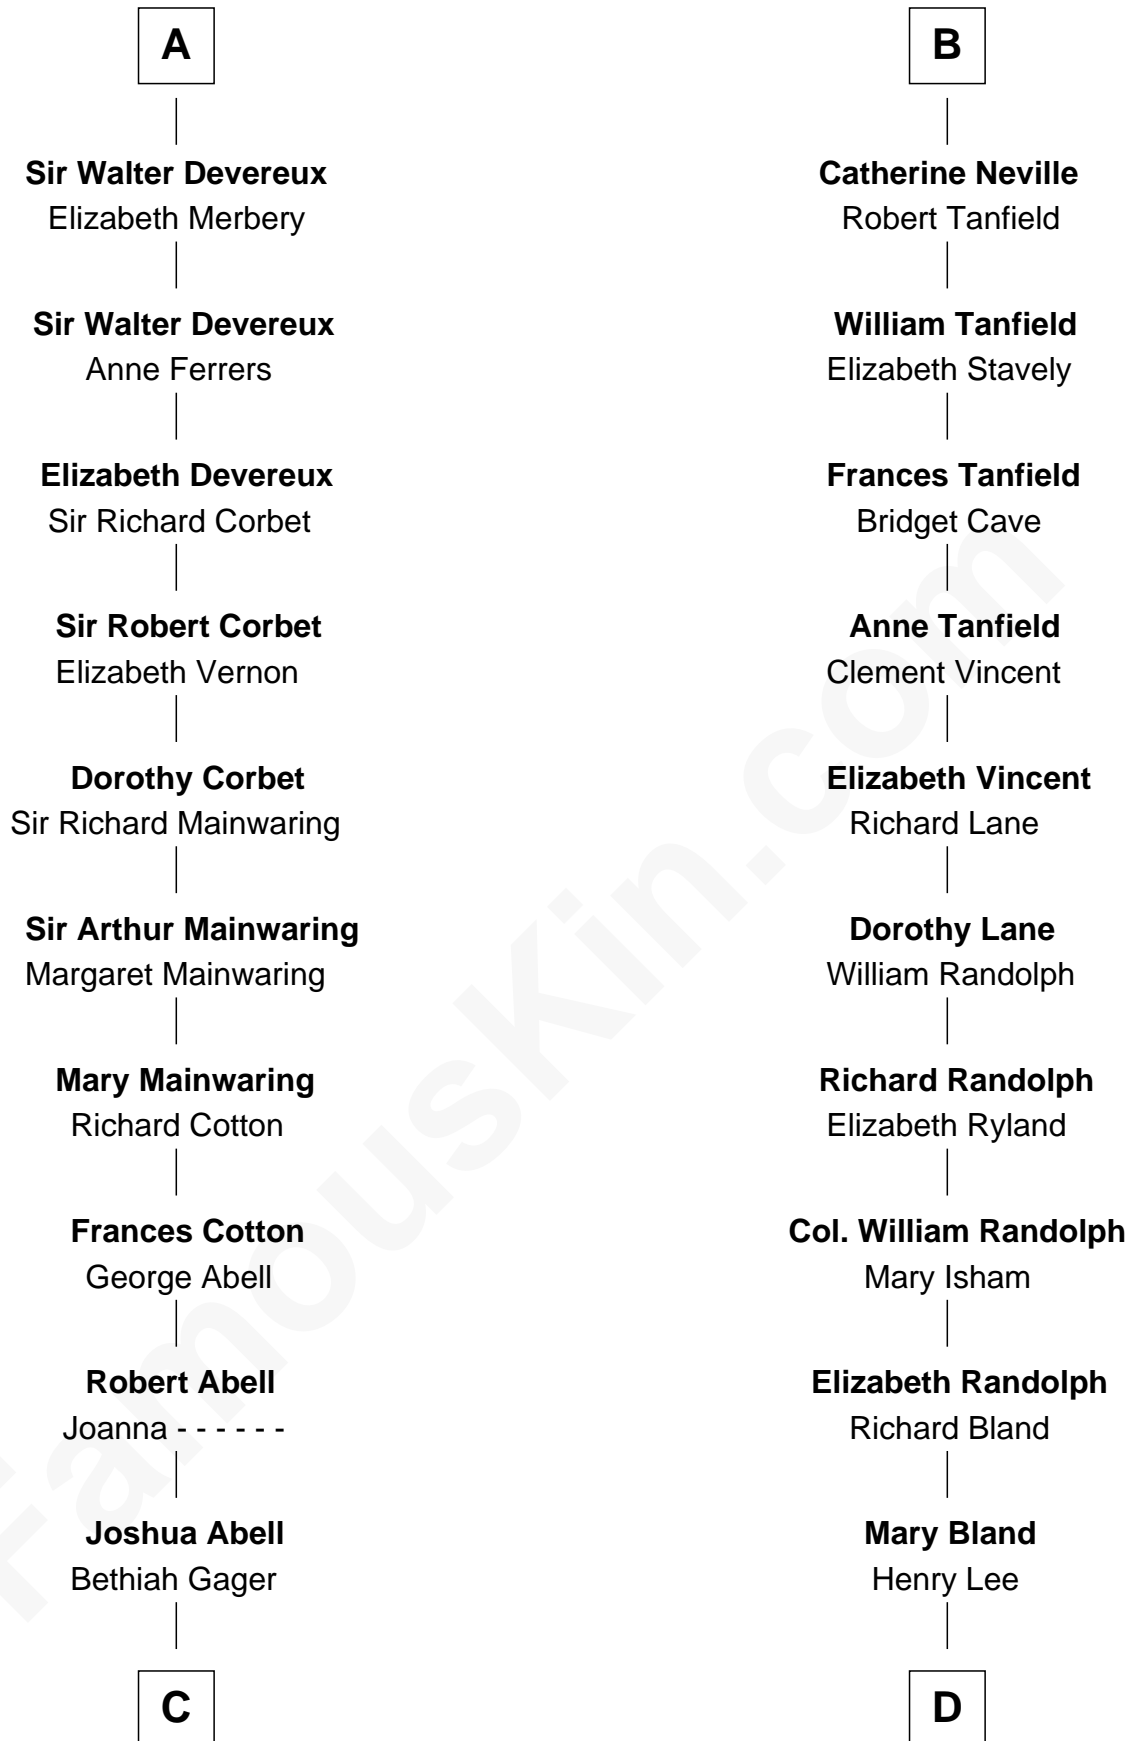 A
Sir Walter Devereux
Elizabeth Merbery
Sir Walter Devereux
Anne Ferrers
Elizabeth Devereux
Sir Richard Corbet
Sir Robert Corbet
Elizabeth Vernon
Dorothy Corbet
Sir Richard Mainwaring
Sir Arthur Mainwaring
Margaret Mainwaring
Mary Mainwaring
Richard Cotton
Frances Cotton
George Abell
Robert Abell
Joanna - - - - - -
Joshua Abell
Bethiah Gager
C
B
Catherine Neville
Robert Tanfield
William Tanfield
Elizabeth Stavely
Frances Tanfield
Bridget Cave
Anne Tanfield
Clement Vincent
Elizabeth Vincent
Richard Lane
Dorothy Lane
William Randolph
Richard Randolph
Elizabeth Ryland
Col. William Randolph
Mary Isham
Elizabeth Randolph
Richard Bland
Mary Bland
Henry Lee
D
FamousKin.com